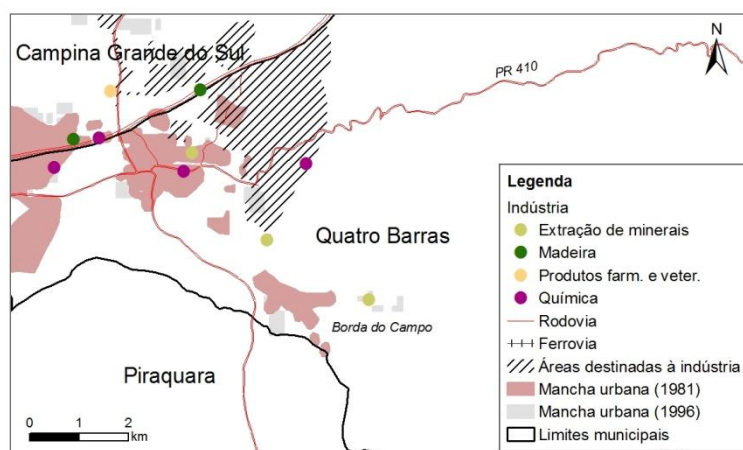 Campina Grande do Sul
N
PR 410
Quatro Barras
Borda do Campo
Piraquara
0 1 2
km
Legenda
Indústria
Extração de minerais
Madeira
Produtos farm. e veter.
Química
Rodovia
Ferrovia
Áreas destinadas à indústria
Mancha urbana (1981)
Mancha urbana (1996)
Limites municipais